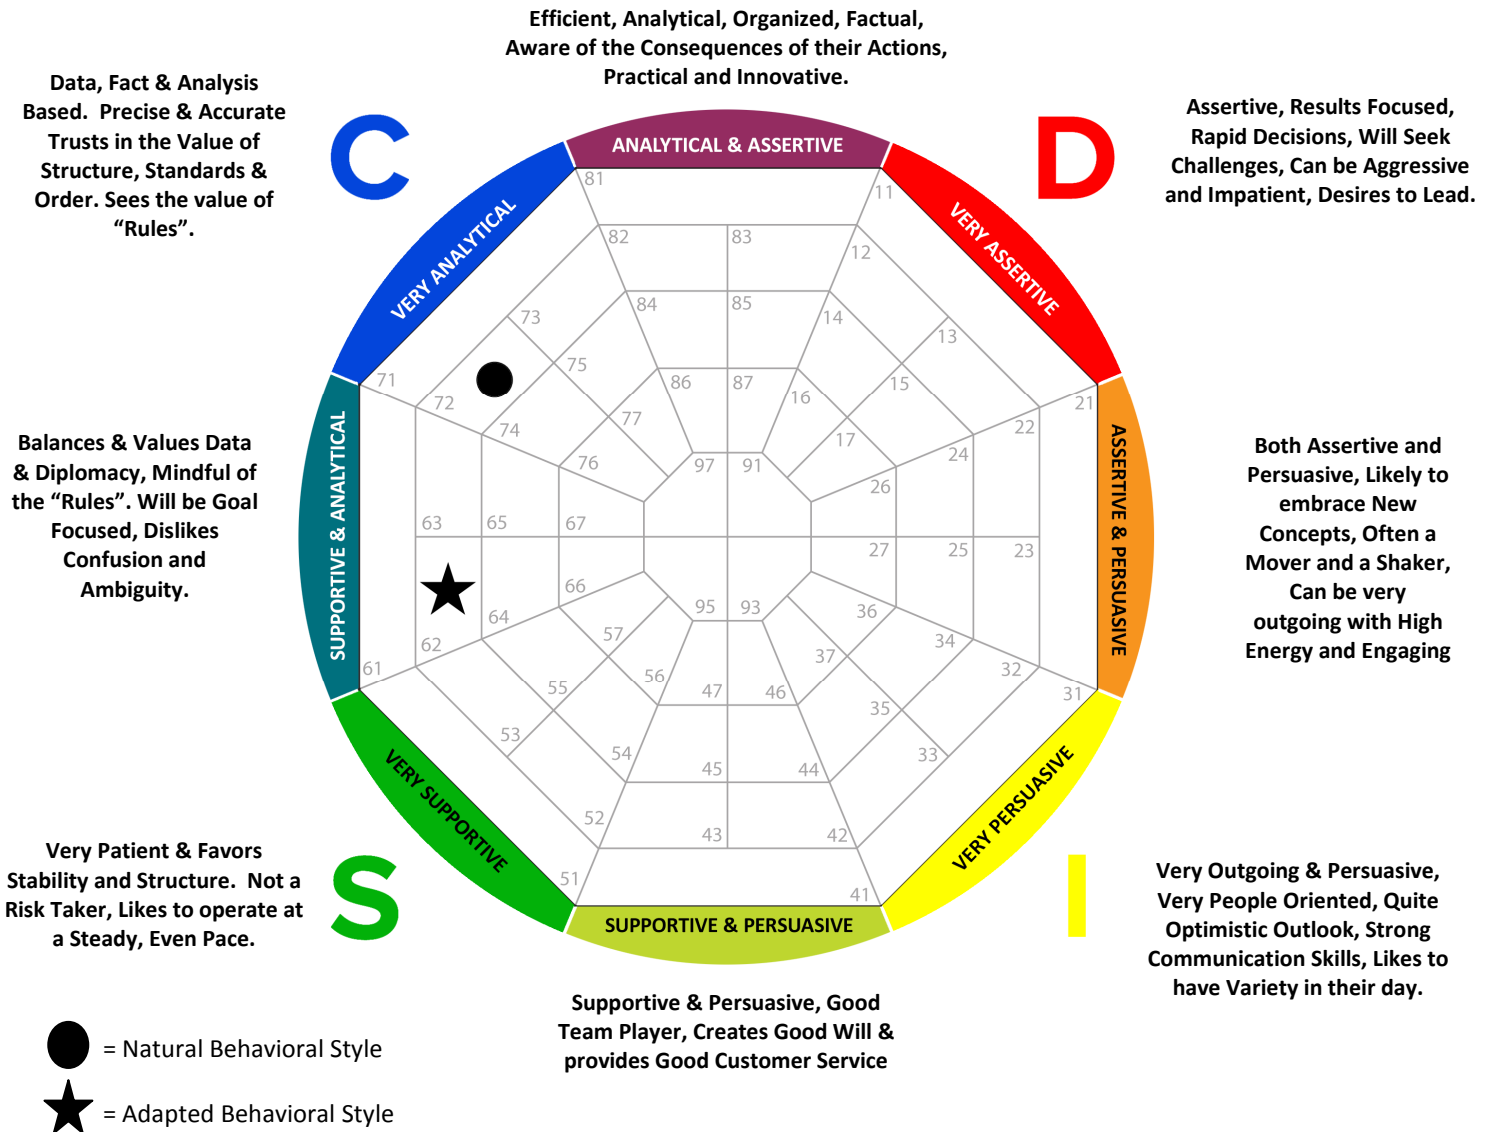 Efficient, Analytical, Organized, Factual,
Aware of the Consequences of their Actions,
Practical and Innovative.
Data, Fact & Analysis
Based.  Precise & Accurate
Trusts in the Value of
Structure, Standards &
Order. Sees the value of
“Rules”.
C
D
Assertive, Results Focused,
Rapid Decisions, Will Seek
Challenges, Can be Aggressive
and Impatient, Desires to Lead.
ANALYTICAL & ASSERTIVE
VERY ANALYTICAL
VERY ASSERTIVE
81
11
82
83
12
84
85
14
73
13
75
15
71
72
86
87
16
21
74
77
17
22
24
76
97
91
26
Balances & Values Data
& Diplomacy, Mindful of
the “Rules”. Will be Goal
Focused, Dislikes
Confusion and
Ambiguity.
SUPPORTIVE & ANALYTICAL
ASSERTIVE & PERSUASIVE
Both Assertive and
Persuasive, Likely to
embrace New
Concepts, Often a
Mover and a Shaker,
Can be very
outgoing with High
Energy and Engaging
63
65
67
27
25
23
66
95
93
36
64
62
57
34
61
56
37
32
55
47
46
31
53
35
54
45
44
33
52
43
42
51
41
VERY SUPPORTIVE
VERY PERSUASIVE
SUPPORTIVE & PERSUASIVE
Very Patient & Favors
Stability and Structure.  Not a
Risk Taker, Likes to operate at
a Steady, Even Pace.
S
I
Very Outgoing & Persuasive,
Very People Oriented, Quite
Optimistic Outlook, Strong
Communication Skills, Likes to
have Variety in their day.
Supportive & Persuasive, Good
Team Player, Creates Good Will &
provides Good Customer Service
= Natural Behavioral Style
= Adapted Behavioral Style